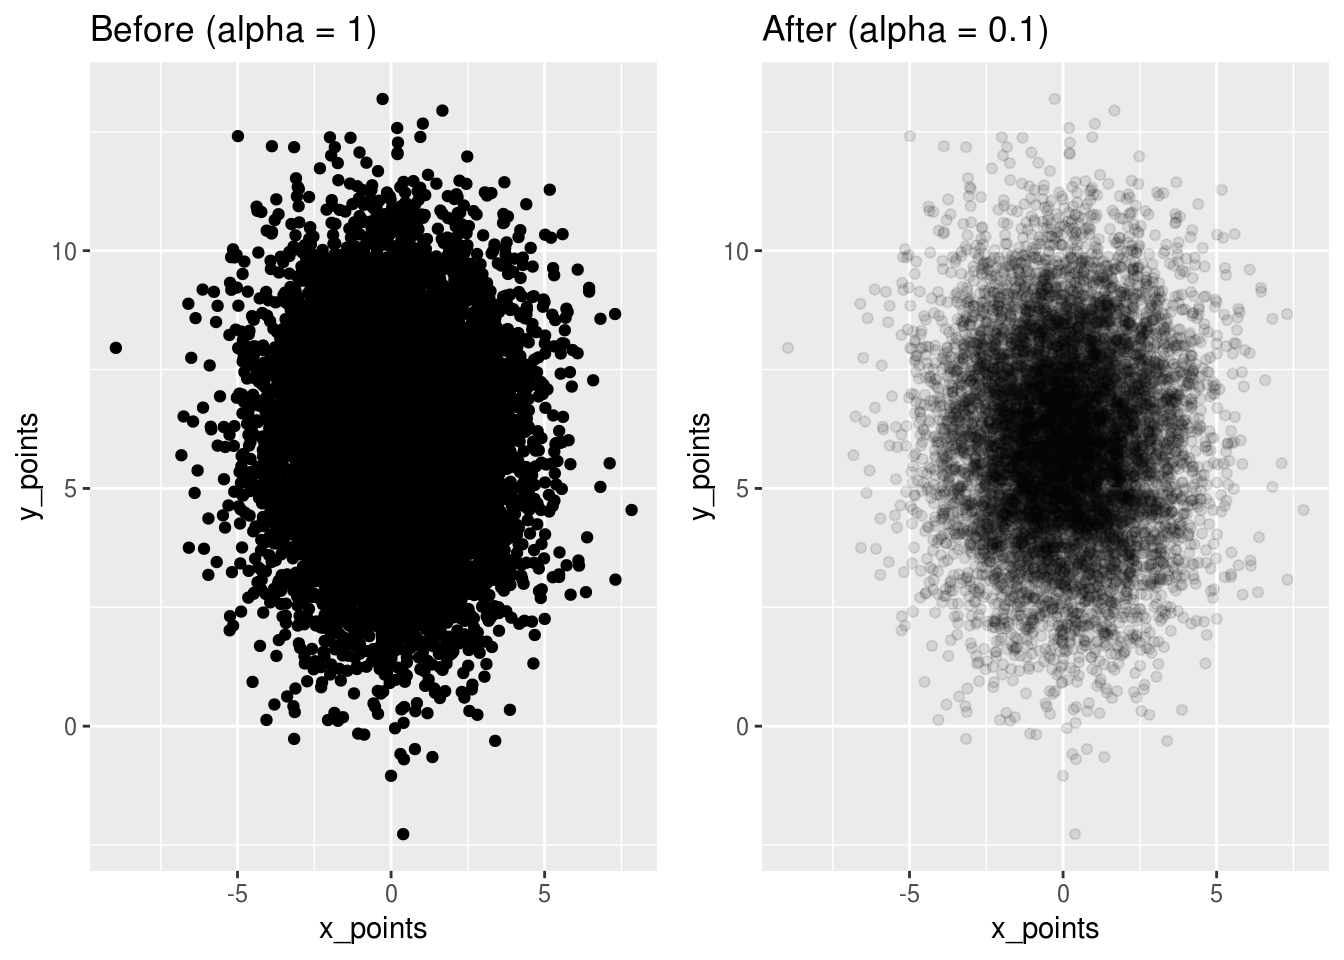 Before (alpha = 1)
y_points
10
5
0
-5
0
5
x_points
After (alpha = 0.1)
y_points
10
5
0
-5
0
5
x_points